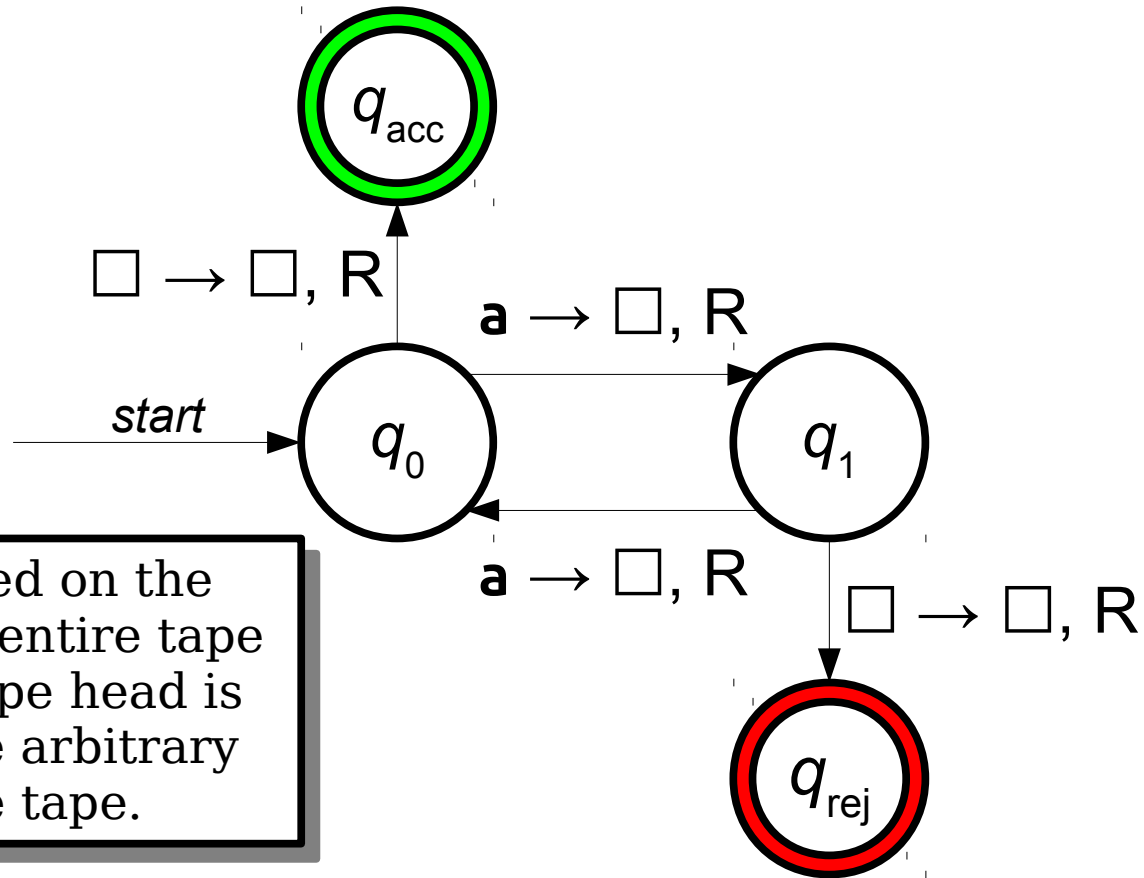 q_acc
□ → □, R
a → □, R
start
q_0
q_1
a → □, R
□ → □, R
ed on the
entire tape
pe head is
e arbitrary
e tape.
q_rej